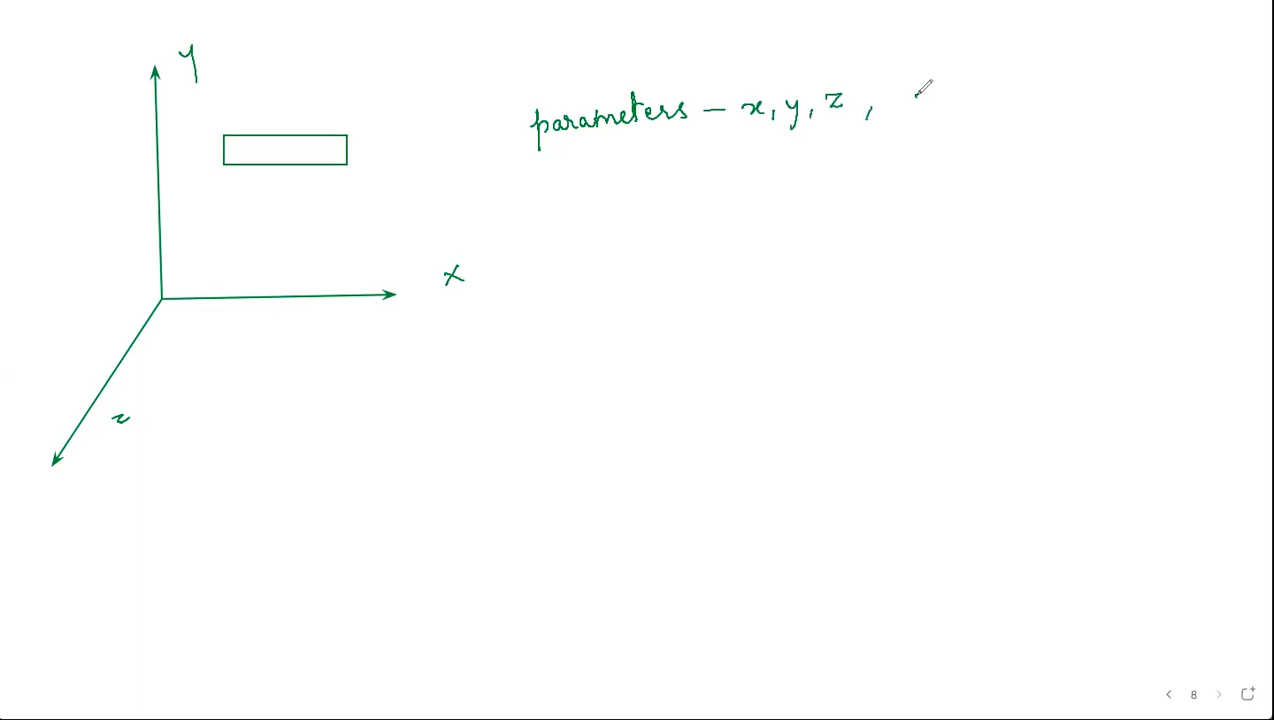 y
parameters – x, y, z ,
x
z
8